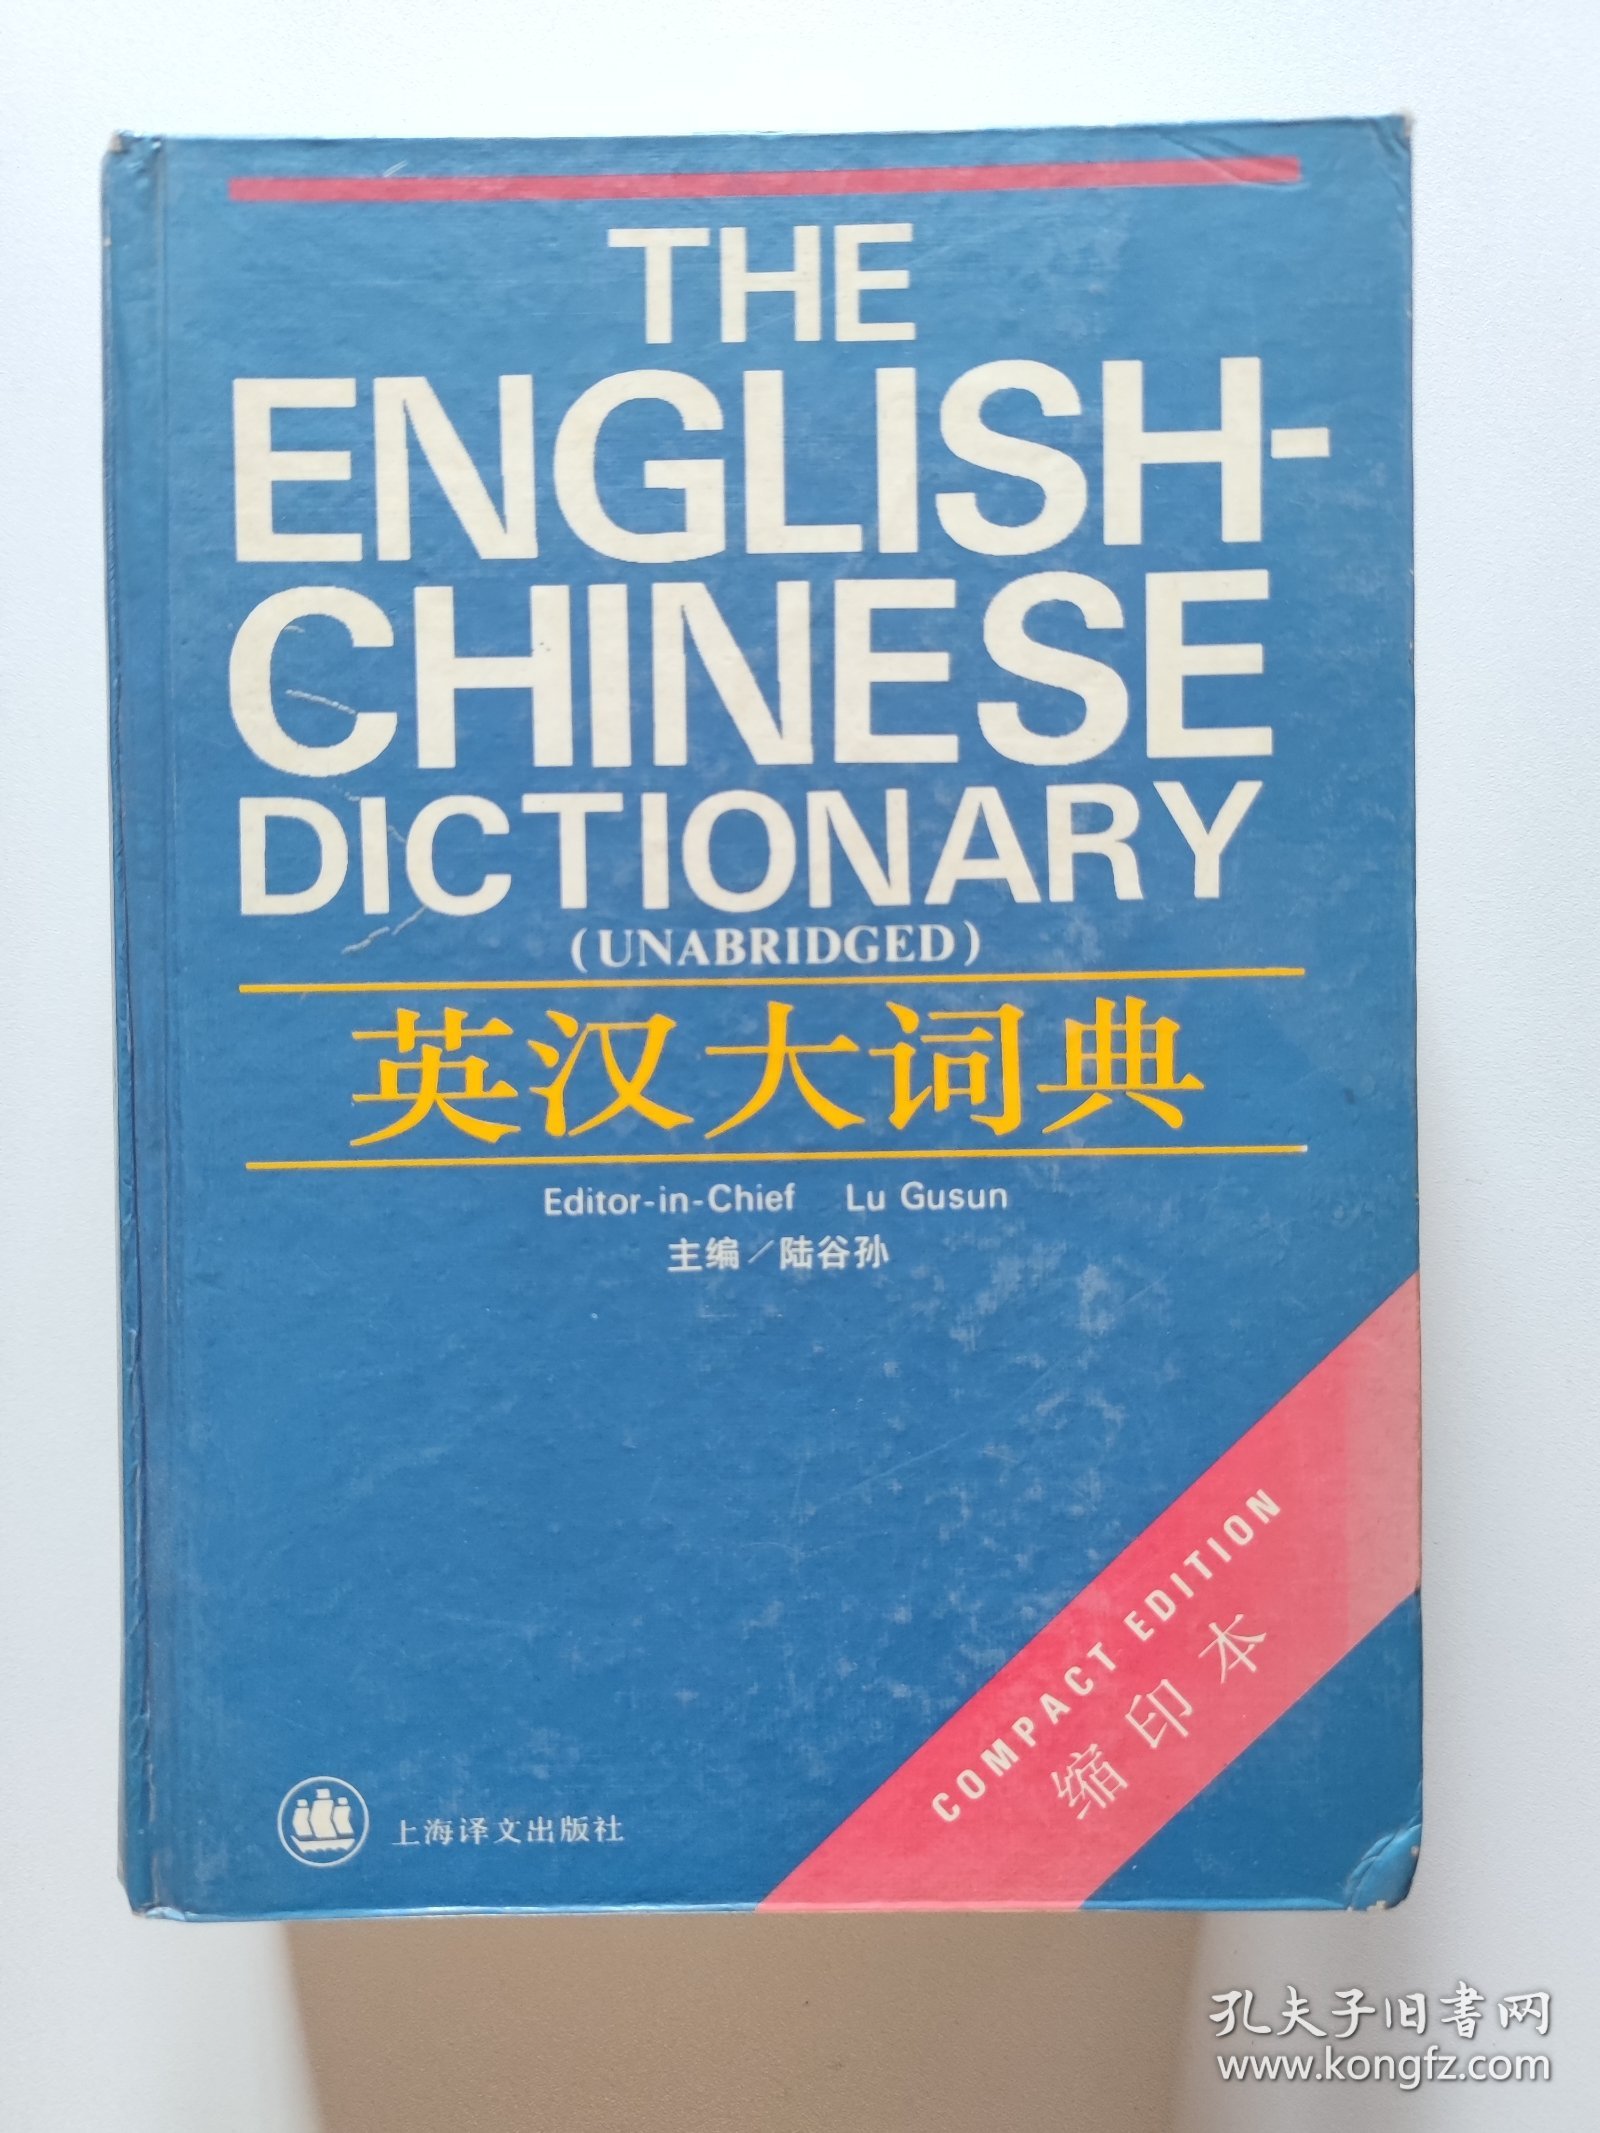 THE
ENGLISH-
CHINESE
DICTIONARY
(UNABRIDGED)
英汉大词典
Editor-in-Chief Lu Gusun
主编／陆谷孙
COMPACT EDITION
缩印本
上海译文出版社
孔夫子旧书网
www.kongfz.com